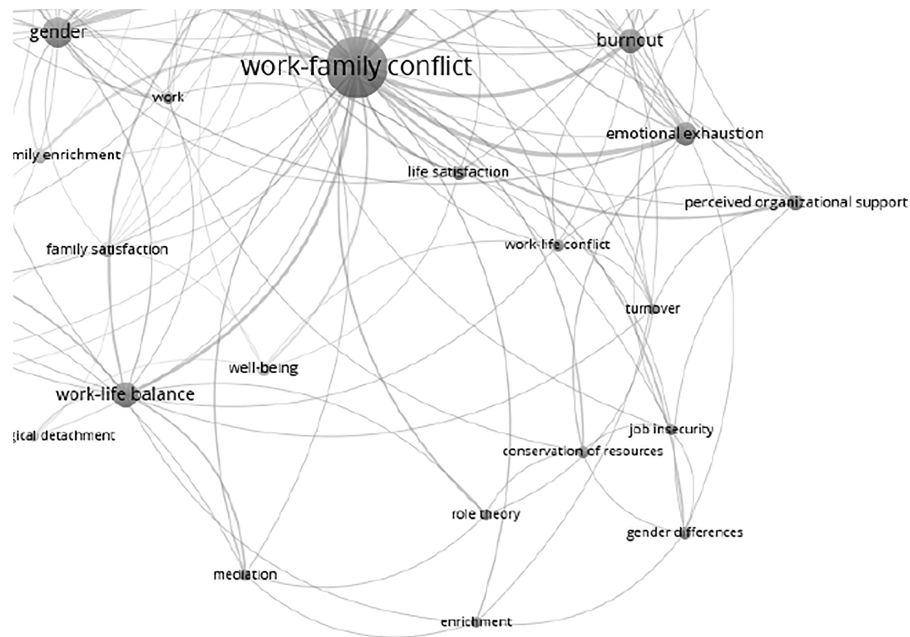 gender
burnout
work-family conflict
work
emotional exhaustion
mily enrichment
life satisfaction
perceived organizational support
work-life conflict
family satisfaction
turnover
well-being
work-life balance
job insecurity
gical detachment
conservation of resources
role theory
gender differences
mediation
enrichment